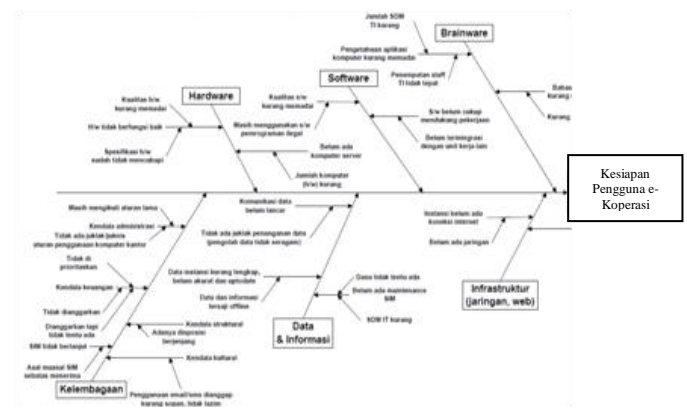 Jumlah SDM
TI kurang
Brainware
Pengetahuan aplikasi
komputer kurang memadai
Penempatan staff
TI tidak tepat
Software
Kualitas s/w
kurang memadai
Masih menggunakan s/w
pemrograman ilegal
S/w belum cukup
mendukung pekerjaan
Belum terintegrasi
dengan unit kerja lain
kurang
Kurang
Hardware
Kualitas h/w
kurang memadai
H/w tidak berfungsi baik
Spesifikasi h/w
sudah tidak mencukupi
Belum ada
komputer server
Jumlah komputer
(h/w) kurang
Kesiapan
Pengguna e-
Koperasi
Masih mengikuti aturan lama
Kendala administrasi
Tidak ada juklak/juknis
aturan penggunaan komputer kantor
Tidak di
prioritaskan
Kendala keuangan
Tidak dianggarkan
Dianggarkan tapi
tidak tentu ada
SIM tidak berlanjut
Asal muasal SIM
sebatas menerima
Kelembagaan
Kendala struktural
Adanya disposisi
berjenjang
Kendala kultural
Penggunaan email/sms dianggap
kurang sopan, tidak lazim
Komunikasi data
belum lancar
Tidak ada juklak penanganan data
(pengolah data tidak seragam)
Data instansi kurang lengkap,
belum akurat dan uptodate
Data dan informasi
tersaji offline
Dana tidak tentu ada
Belum ada maintenance
SIM
SDM IT kurang
Data
& Informasi
Instansi belum ada
koneksi internet
Belum ada jaringan
Infrastruktur
(jaringan, web)